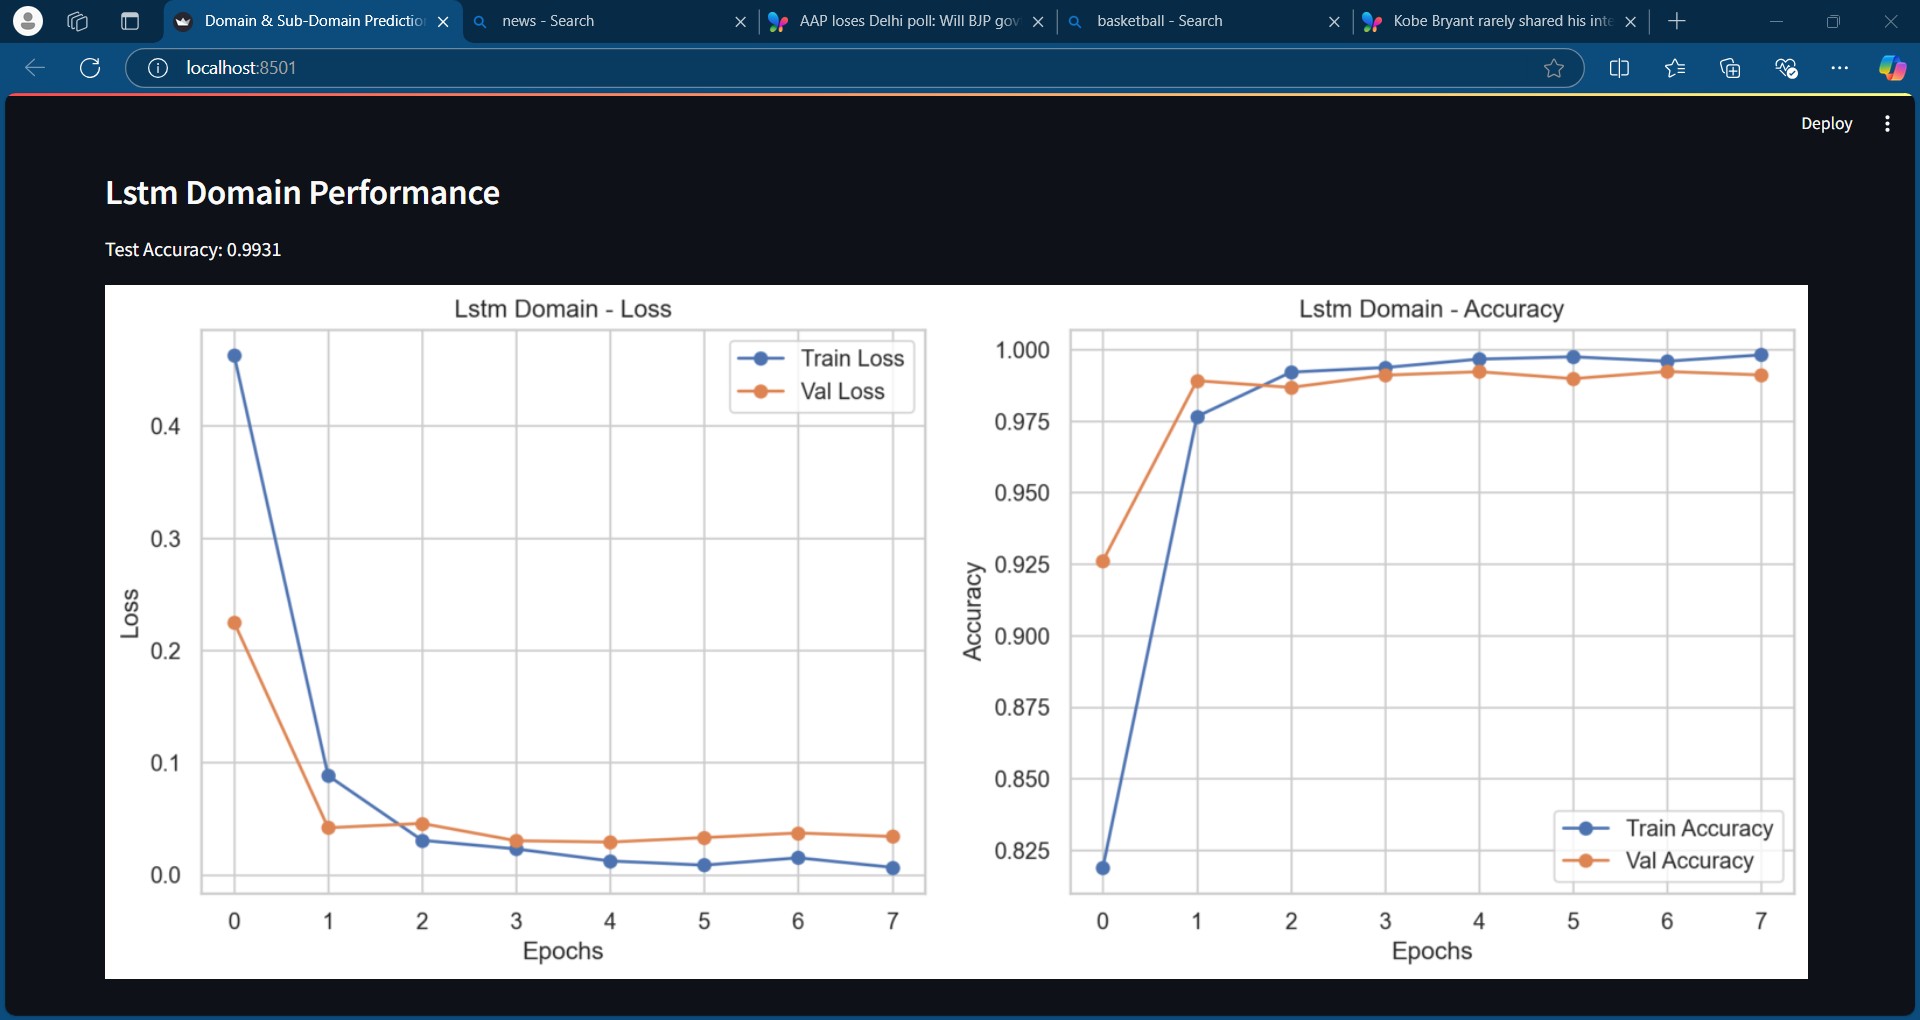 Domain & Sub-Domain Predictio
news - Search
AAP loses Delhi poll: Will BJP gov
basketball - Search
Kobe Bryant rarely shared his inte
localhost:8501
Deploy
Lstm Domain Performance
Test Accuracy: 0.9931
Lstm Domain - Loss
Train Loss
Val Loss
0.4
0.3
0.2
0.1
0.0
Loss
0 1 2 3 4 5 6 7
Epochs
Lstm Domain - Accuracy
1.000
0.975
0.950
0.925
0.900
0.875
0.850
0.825
Accuracy
Train Accuracy
Val Accuracy
0 1 2 3 4 5 6 7
Epochs